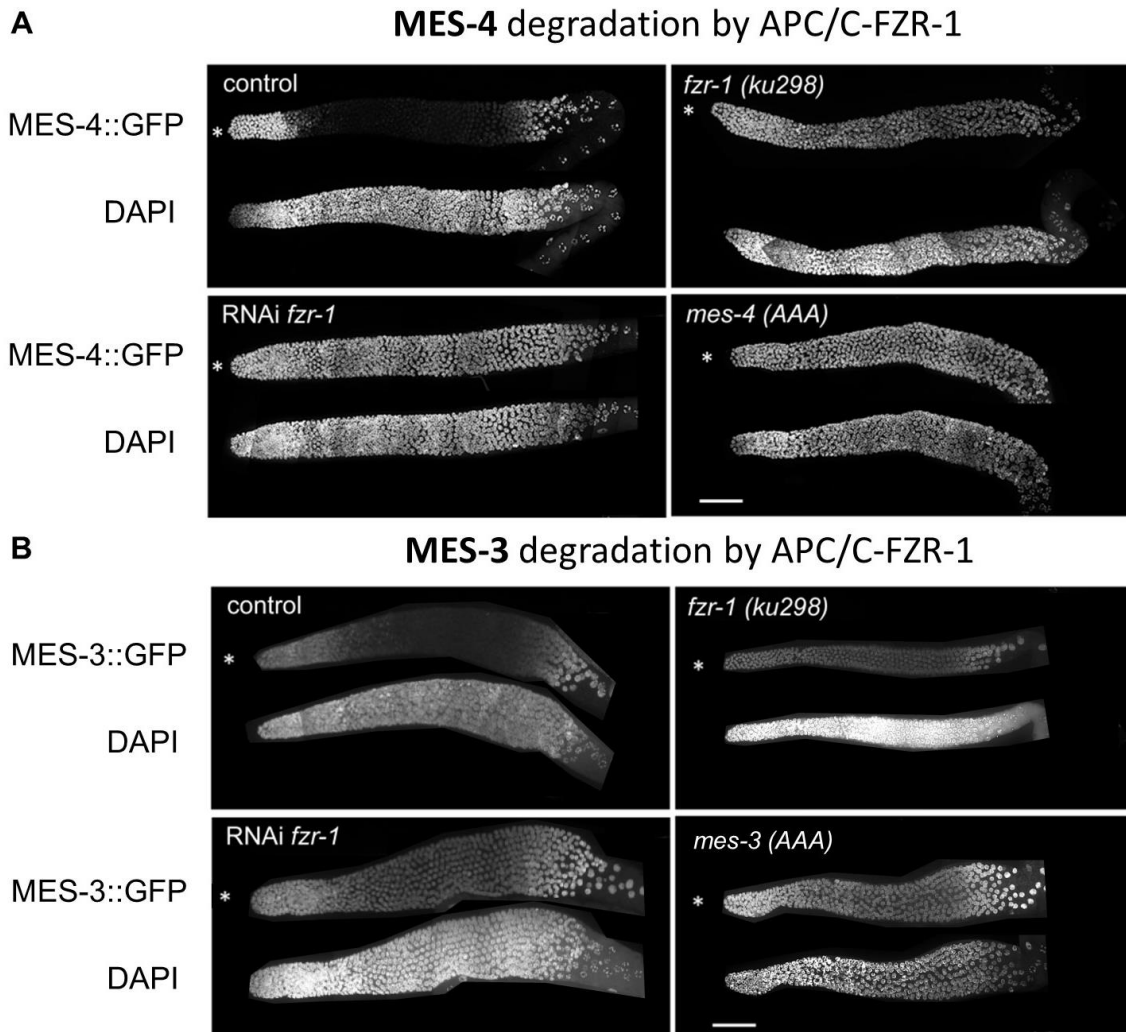 A
MES-4 degradation by APC/C-FZR-1
control
fzr-1 (ku298)
MES-4::GFP
*
*
DAPI
RNAi fzr-1
mes-4 (AAA)
MES-4::GFP
*
*
DAPI
B
MES-3 degradation by APC/C-FZR-1
control
fzr-1 (ku298)
MES-3::GFP
*
*
DAPI
RNAi fzr-1
mes-3 (AAA)
MES-3::GFP
*
*
DAPI